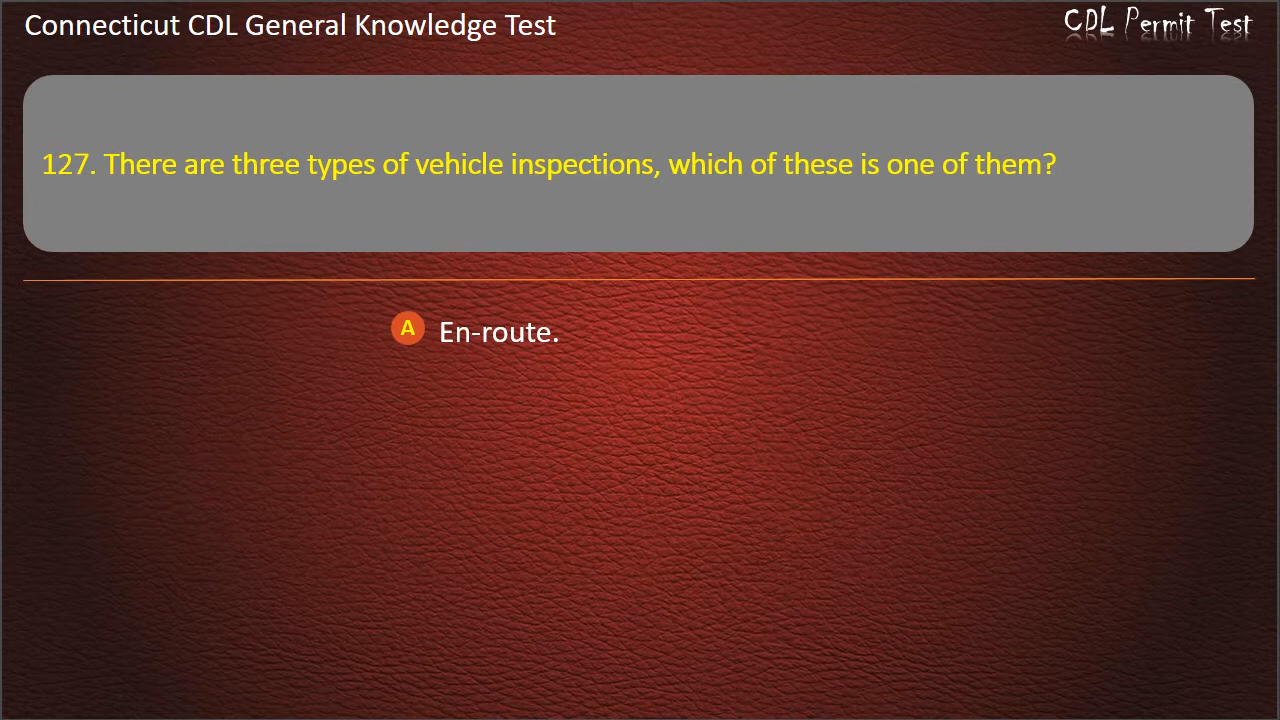 Connecticut CDL General Knowledge Test
CDL Permit Test
127. There are three types of vehicle inspections, which of these is one of them?
A En-route.